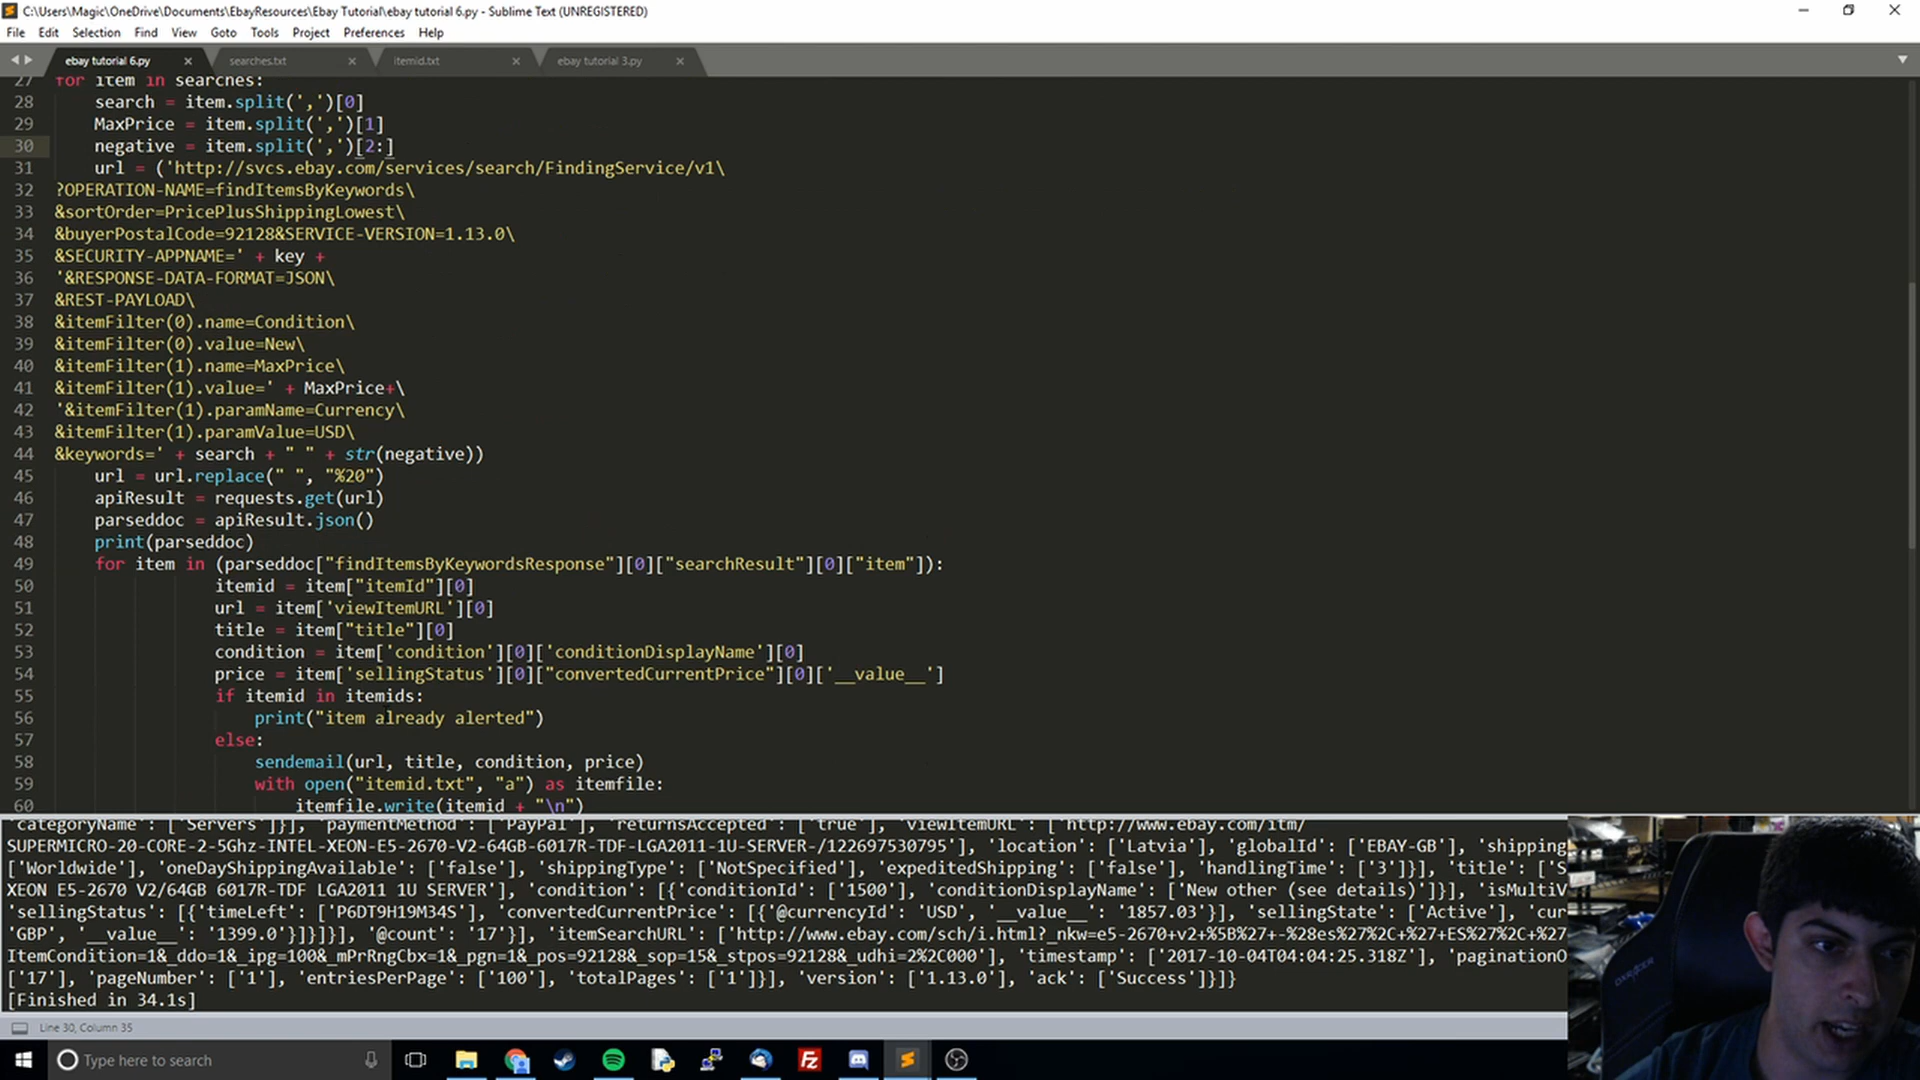 C:\Users\Magic\OneDrive\Documents\EbayResources\Ebay Tutorial\ebay tutorial 6.py - Sublime Text (UNREGISTERED)
File Edit Selection Find View Goto Tools Project Preferences Help
ebay tutorial 6.py searches.txt itemid.txt ebay tutorial 3.py
27 for item in searches:
28 search = item.split(',')[0]
29 MaxPrice = item.split(',')[1]
30 negative = item.split(',')[2:]
31 url = ('http://svcs.ebay.com/services/search/FindingService/v1\
32 ?OPERATION-NAME=findItemsByKeywords\
33 &sortOrder=PricePlusShippingLowest\
34 &buyerPostalCode=92128&SERVICE-VERSION=1.13.0\
35 &SECURITY-APPNAME=' + key +
36 '&RESPONSE-DATA-FORMAT=JSON\
37 &REST-PAYLOAD\
38 &itemFilter(0).name=Condition\
39 &itemFilter(0).value=New\
40 &itemFilter(1).name=MaxPrice\
41 &itemFilter(1).value=' + MaxPrice+\
42 '&itemFilter(1).paramName=Currency\
43 &itemFilter(1).paramValue=USD\
44 &keywords=' + search + " " + str(negative))
45 url = url.replace(" ", "%20")
46 apiResult = requests.get(url)
47 parseddoc = apiResult.json()
48 print(parseddoc)
49 for item in (parseddoc["findItemsByKeywordsResponse"][0]["searchResult"][0]["item"]):
50 itemid = item["itemId"][0]
51 url = item['viewItemURL'][0]
52 title = item["title"][0]
53 condition = item['condition'][0]['conditionDisplayName'][0]
54 price = item['sellingStatus'][0]["convertedCurrentPrice"][0]['__value__']
55 if itemid in itemids:
56 print("item already alerted")
57 else:
58 sendemail(url, title, condition, price)
59 with open("itemid.txt", "a") as itemfile:
60 itemfile.write(itemid + "\n")
'categoryName': ['Servers']}], 'paymentMethod': ['PayPal'], 'returnsAccepted': ['true'], 'viewItemURL': ['http://www.ebay.com/itm/
SUPERMICRO-20-CORE-2-5Ghz-INTEL-XEON-E5-2670-V2-64GB-6017R-TDF-LGA2011-1U-SERVER-/122697530795'], 'location': ['Latvia'], 'globalId': ['EBAY-GB'], 'shipping
['Worldwide'], 'oneDayShippingAvailable': ['false'], 'shippingType': ['NotSpecified'], 'expeditedShipping': ['false'], 'handlingTime': ['3']}], 'title': ['S
XEON E5-2670 V2/64GB 6017R-TDF LGA2011 1U SERVER'], 'condition': [{'conditionId': ['1500'], 'conditionDisplayName': ['New other (see details)']}], 'isMultiV
'sellingStatus': [{'timeLeft': ['P6DT9H19M34S'], 'convertedCurrentPrice': [{'@currencyId': 'USD', '__value__': '1857.03'}], 'sellingState': ['Active'], 'cur
'GBP', '__value__': '1399.0'}]}]}], '@count': '17'}], 'itemSearchURL': ['http://www.ebay.com/sch/i.html?_nkw=e5-2670+v2+%5B%27+-%28es%27%2C+%27+ES%27%2C+%27
ItemCondition=1&_ddo=1&_ipg=100&_mPrRngCbx=1&_pgn=1&_pos=92128&_sop=15&_stpos=92128&_udhi=2%2C000'], 'timestamp': ['2017-10-04T04:04:25.318Z'], 'paginationO
['17'], 'pageNumber': ['1'], 'entriesPerPage': ['100'], 'totalPages': ['1']}], 'version': ['1.13.0'], 'ack': ['Success']}]}
[Finished in 34.1s]
Line 30, Column 35
Type here to search